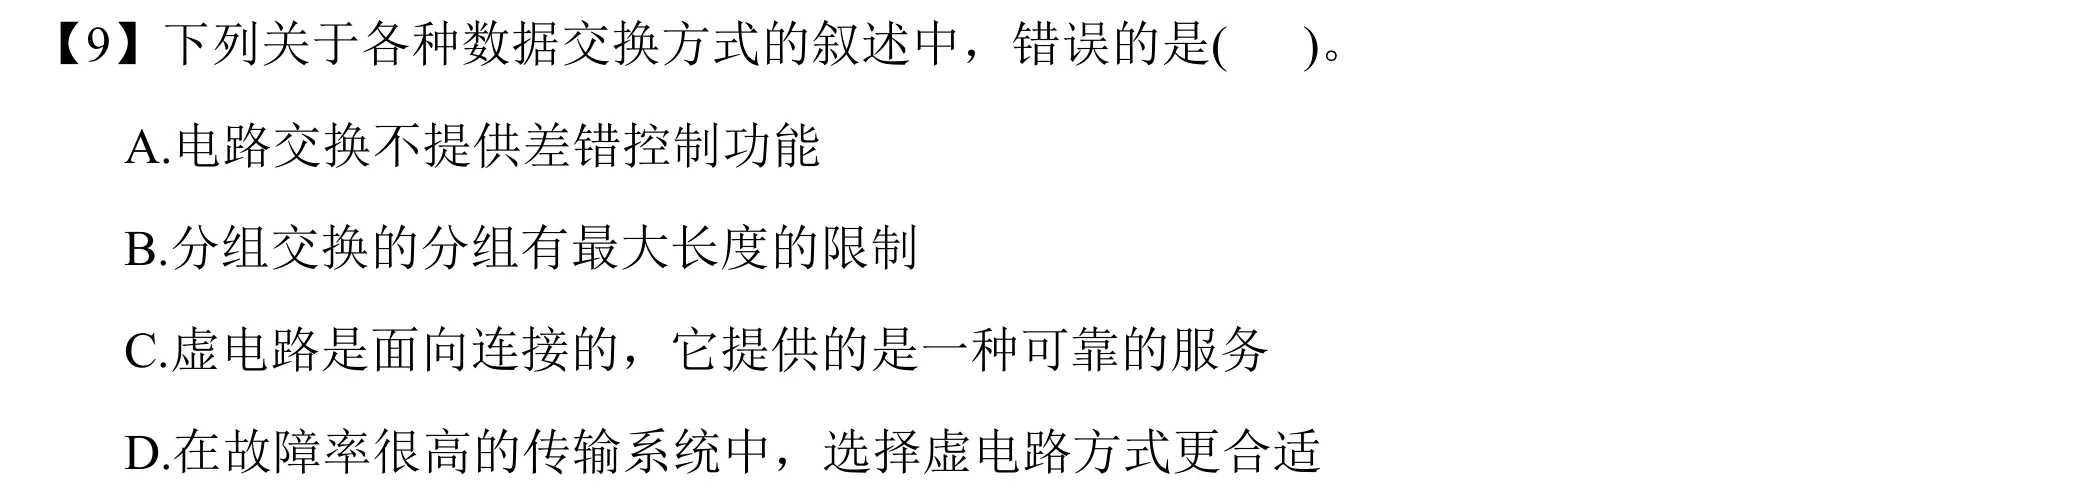 【9】下列关于各种数据交换方式的叙述中，错误的是(    )。
A.电路交换不提供差错控制功能
B.分组交换的分组有最大长度的限制
C.虚电路是面向连接的，它提供的是一种可靠的服务
D.在故障率很高的传输系统中，选择虚电路方式更合适